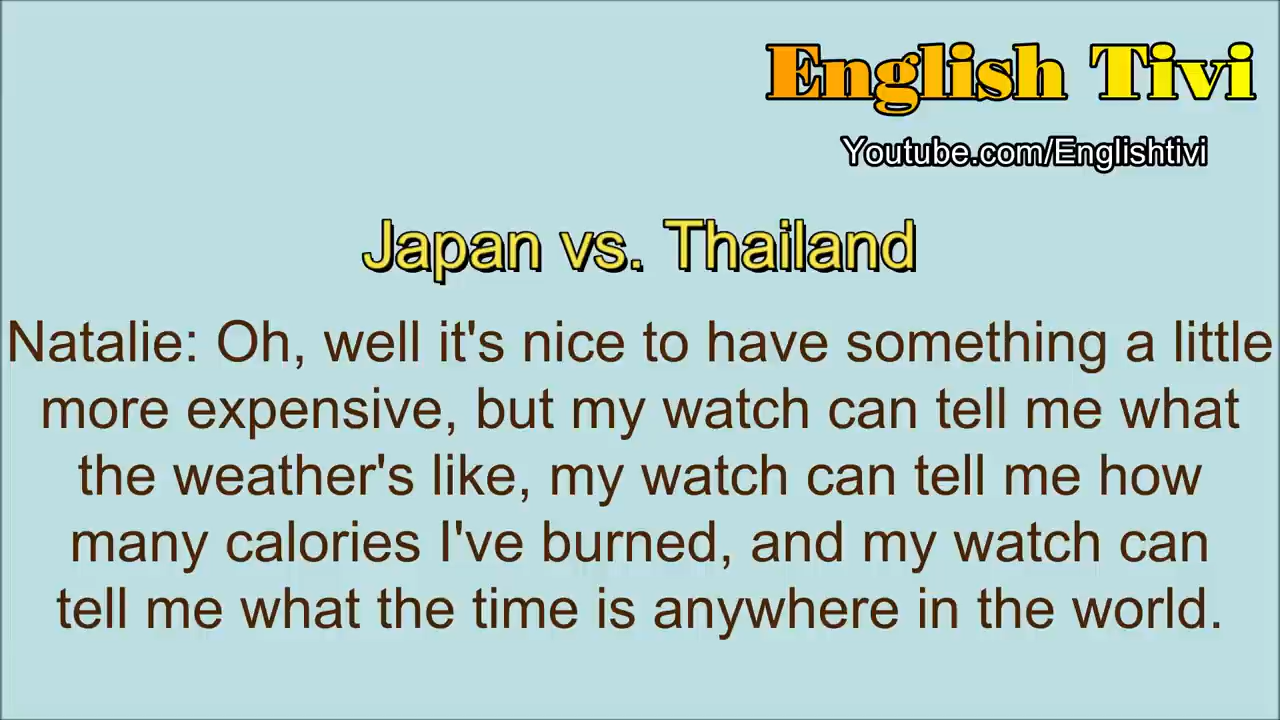 English Tivi
Youtube.com/Englishtivi
Japan vs. Thailand
Natalie: Oh, well it's nice to have something a little
more expensive, but my watch can tell me what
the weather's like, my watch can tell me how
many calories I've burned, and my watch can
tell me what the time is anywhere in the world.